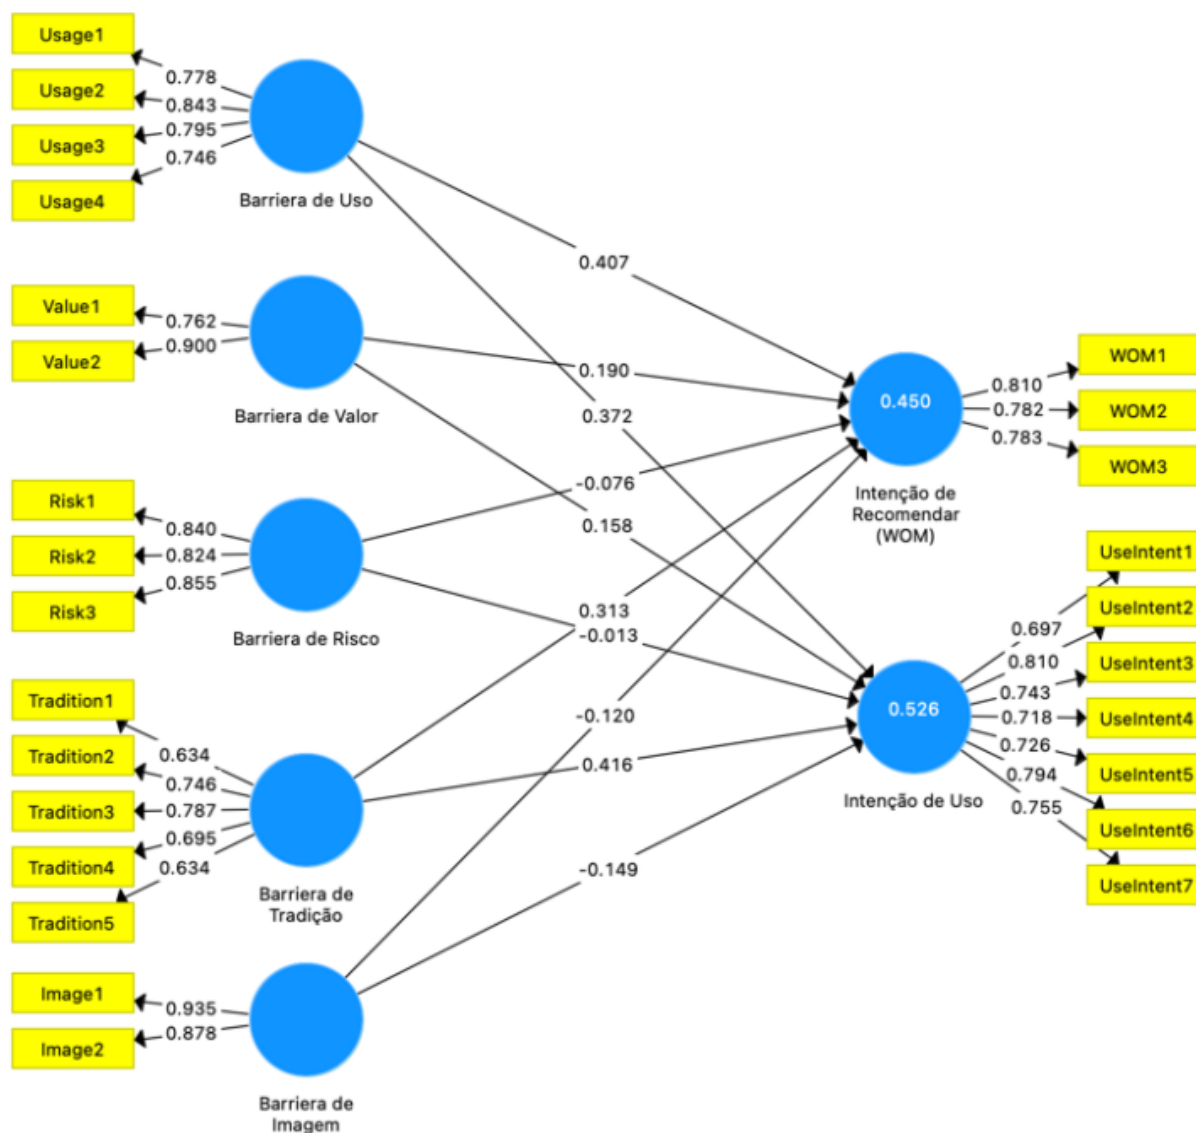 Usage1
0.778
Usage2
0.843
Usage3
0.795
0.746
Usage4
Barriera de Uso
0.407
Value1
0.762
Value2
0.900
Barriera de Valor
0.190
0.372
0.450
Intenção de
Recomendar
(WOM)
WOM1
0.810
WOM2
0.782
0.783
WOM3
Risk1
0.840
Risk2
0.824
0.855
Risk3
Barriera de Risco
-0.076
0.158
0.313
-0.013
UseIntent1
UseIntent2
0.697
0.810
UseIntent3
0.743
0.718
UseIntent4
0.726
UseIntent5
0.794
0.755
UseIntent6
UseIntent7
0.526
Intenção de Uso
Tradition1
0.634
Tradition2
0.746
Tradition3
0.787
0.695
Tradition4
0.634
Tradition5
Barriera de
Tradição
-0.120
0.416
-0.149
Image1
0.935
0.878
Image2
Barriera de
Imagem